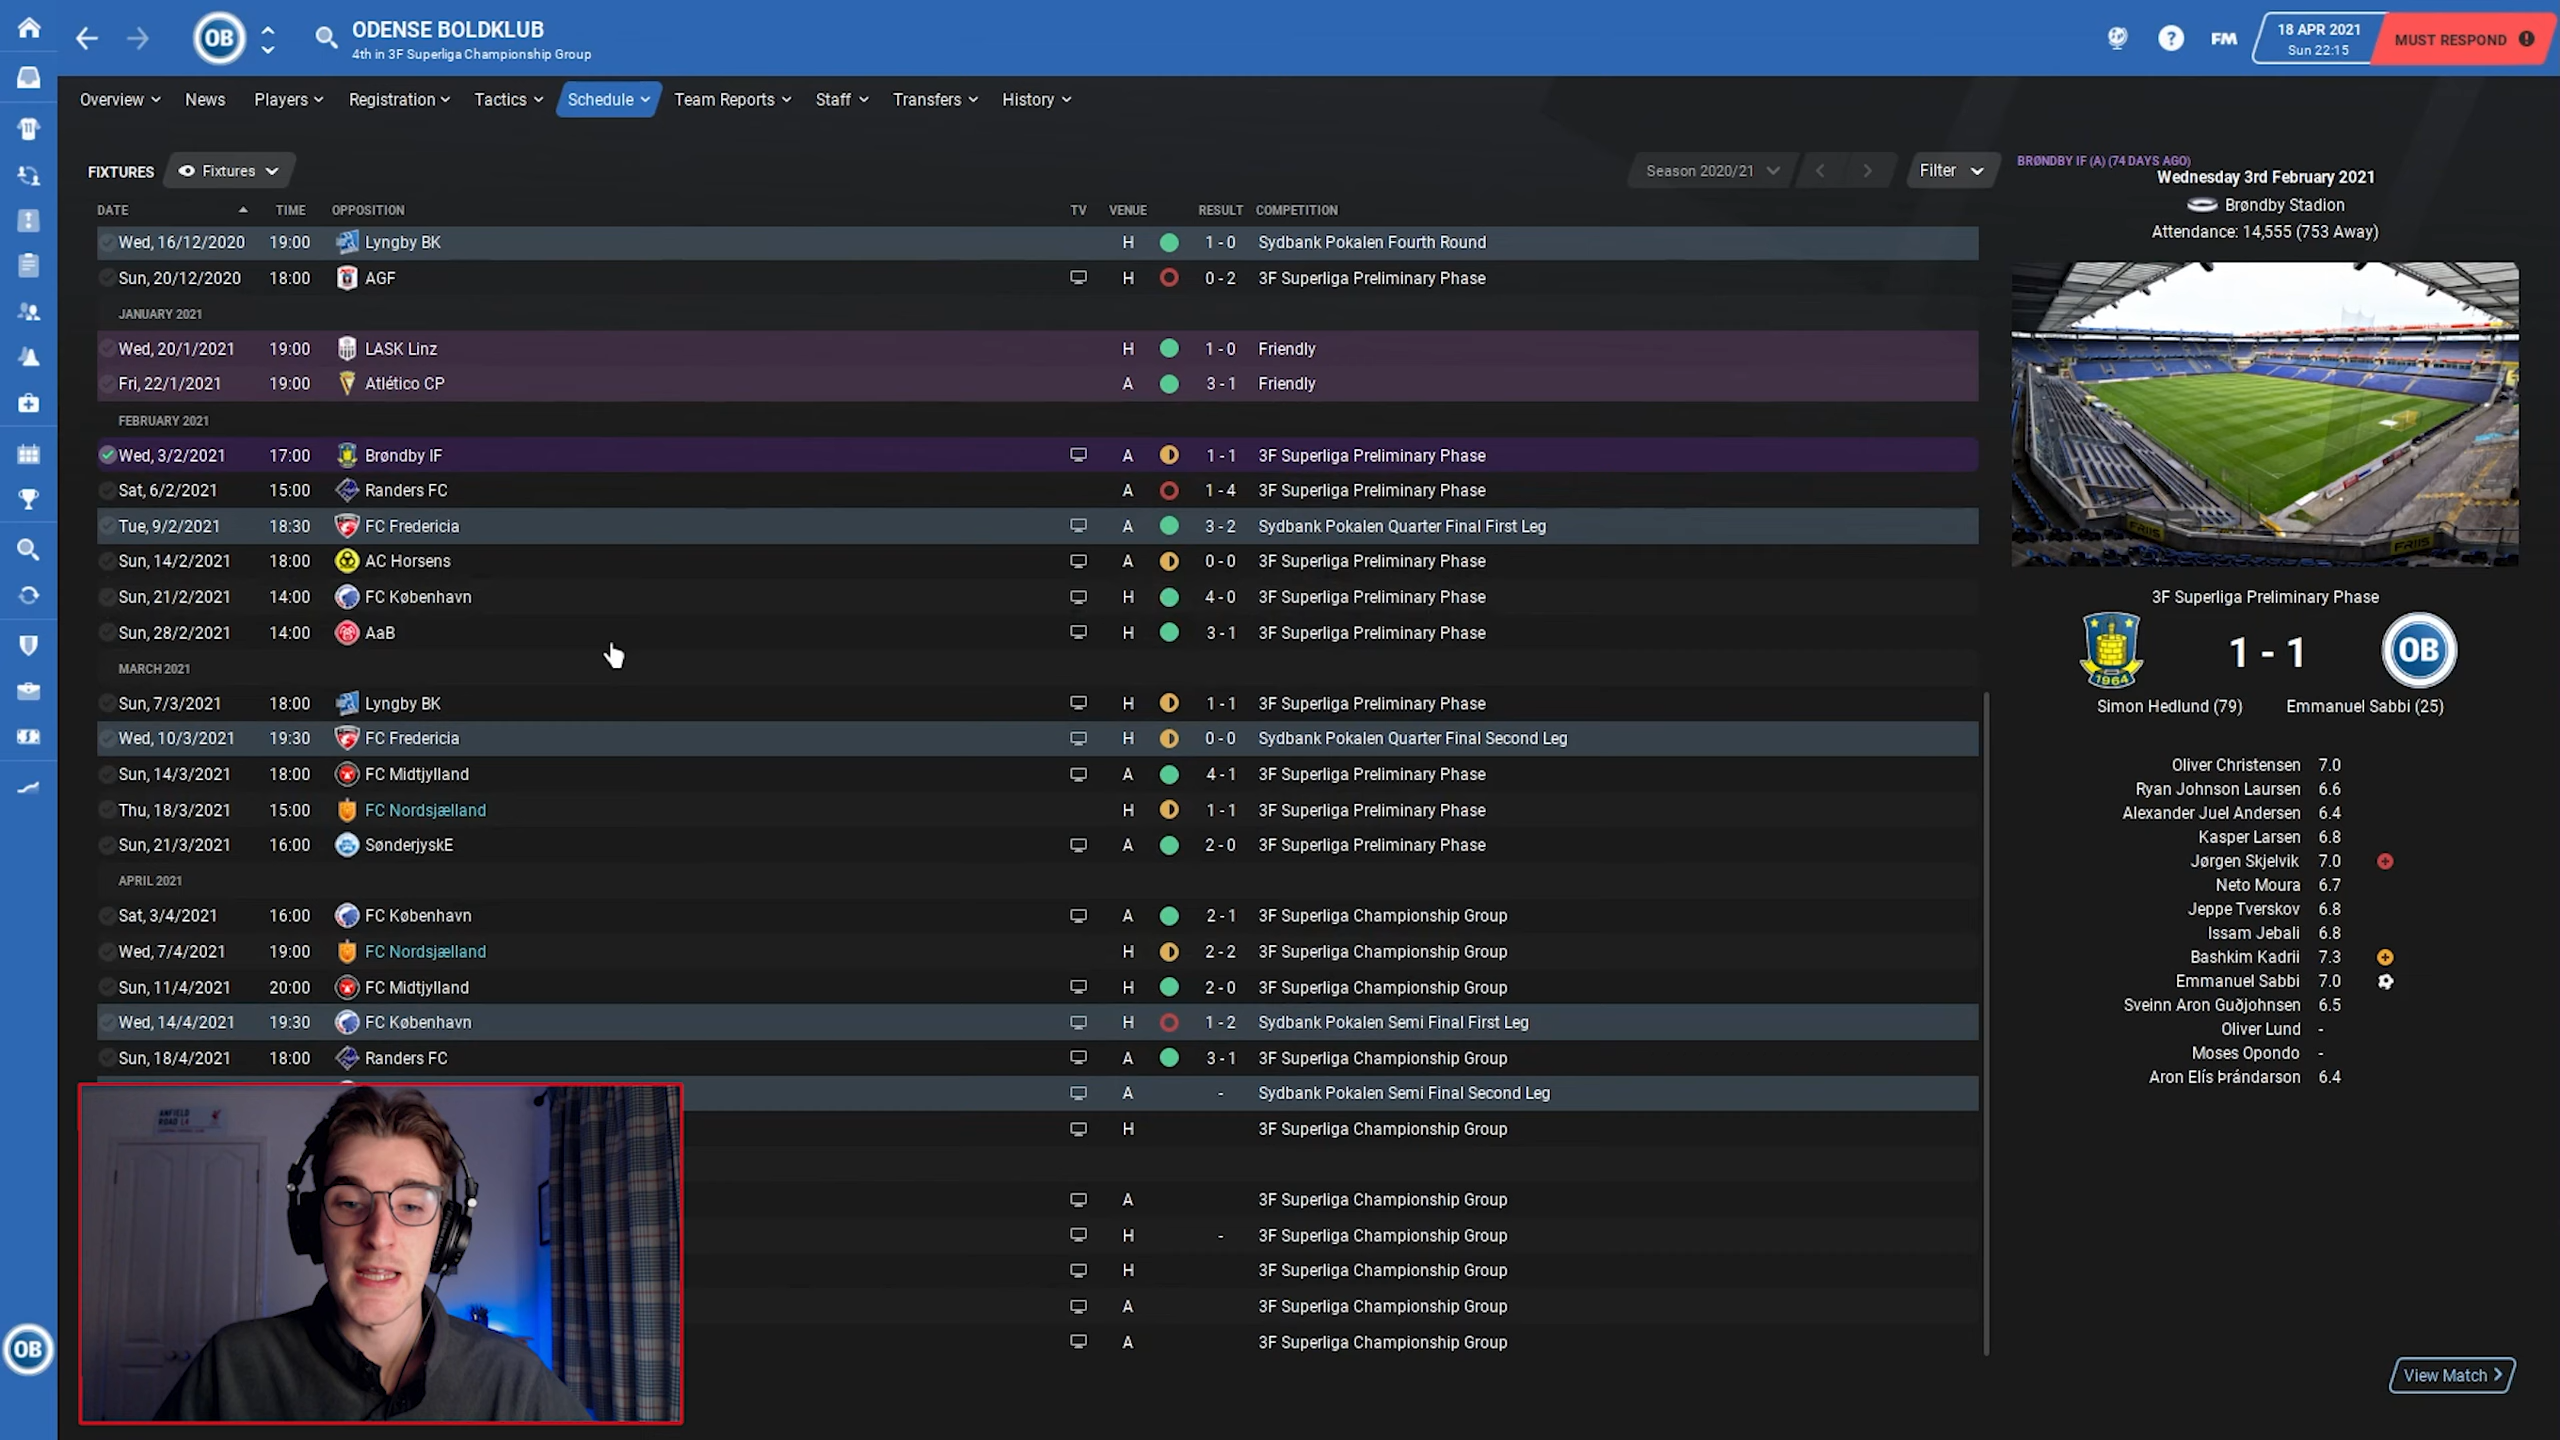 OB
ODENSE BOLDKLUB
4th in 3F Superliga Championship Group
FM
18 APR 2021
Sun 22:15
MUST RESPOND
Overview
News
Players
Registration
Tactics
Schedule
Team Reports
Staff
Transfers
History
FIXTURES
Fixtures
Season 2020/21
Filter
DATE TIME OPPOSITION TV VENUE RESULT COMPETITION
Wed, 16/12/2020 19:00 Lyngby BK H 1 - 0 Sydbank Pokalen Fourth Round
Sun, 20/12/2020 18:00 AGF H 0 - 2 3F Superliga Preliminary Phase
JANUARY 2021
Wed, 20/1/2021 19:00 LASK Linz H 1 - 0 Friendly
Fri, 22/1/2021 19:00 Atlético CP A 3 - 1 Friendly
FEBRUARY 2021
Wed, 3/2/2021 17:00 Brøndby IF A 1 - 1 3F Superliga Preliminary Phase
Sat, 6/2/2021 15:00 Randers FC A 1 - 4 3F Superliga Preliminary Phase
Tue, 9/2/2021 18:30 FC Fredericia A 3 - 2 Sydbank Pokalen Quarter Final First Leg
Sun, 14/2/2021 18:00 AC Horsens A 0 - 0 3F Superliga Preliminary Phase
Sun, 21/2/2021 14:00 FC København H 4 - 0 3F Superliga Preliminary Phase
Sun, 28/2/2021 14:00 AaB H 3 - 1 3F Superliga Preliminary Phase
MARCH 2021
Sun, 7/3/2021 18:00 Lyngby BK H 1 - 1 3F Superliga Preliminary Phase
Wed, 10/3/2021 19:30 FC Fredericia H 0 - 0 Sydbank Pokalen Quarter Final Second Leg
Sun, 14/3/2021 18:00 FC Midtjylland A 4 - 1 3F Superliga Preliminary Phase
Thu, 18/3/2021 15:00 FC Nordsjælland H 1 - 1 3F Superliga Preliminary Phase
Sun, 21/3/2021 16:00 SønderjyskE A 2 - 0 3F Superliga Preliminary Phase
APRIL 2021
Sat, 3/4/2021 16:00 FC København A 2 - 1 3F Superliga Championship Group
Wed, 7/4/2021 19:00 FC Nordsjælland H 2 - 2 3F Superliga Championship Group
Sun, 11/4/2021 20:00 FC Midtjylland H 2 - 0 3F Superliga Championship Group
Wed, 14/4/2021 19:30 FC København H 1 - 2 Sydbank Pokalen Semi Final First Leg
Sun, 18/4/2021 18:00 Randers FC A 3 - 1 3F Superliga Championship Group
A - Sydbank Pokalen Semi Final Second Leg
H 3F Superliga Championship Group
A 3F Superliga Championship Group
H - 3F Superliga Championship Group
H 3F Superliga Championship Group
A 3F Superliga Championship Group
A 3F Superliga Championship Group
ANFIELD
ROAD L4
OB
BRØNDBY IF (A) (74 DAYS AGO)
Wednesday 3rd February 2021
Brøndby Stadion
Attendance: 14,555 (753 Away)
FRIIS
FRIIS
3F Superliga Preliminary Phase
1964
1 - 1
OB
Simon Hedlund (79) Emmanuel Sabbi (25)
Oliver Christensen 7.0
Ryan Johnson Laursen 6.6
Alexander Juel Andersen 6.4
Kasper Larsen 6.8
Jørgen Skjelvik 7.0
Neto Moura 6.7
Jeppe Tverskov 6.8
Issam Jebali 6.8
Bashkim Kadrii 7.3
Emmanuel Sabbi 7.0
Sveinn Aron Guðjohnsen 6.5
Oliver Lund -
Moses Opondo -
Aron Elís Þrándarson 6.4
View Match